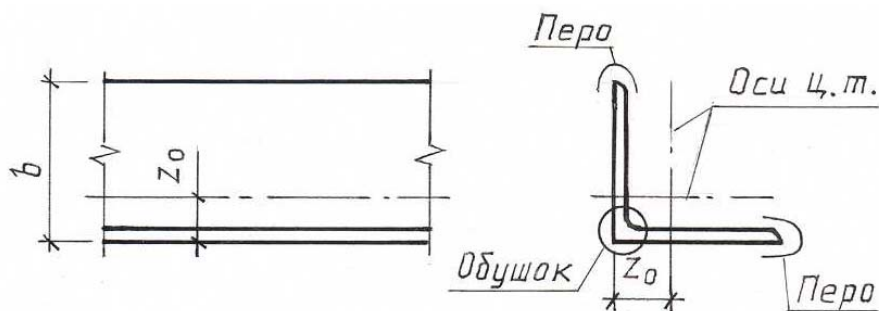 Перо
Оси ц.т.
b
Z₀
Обушок
Z₀
Перо